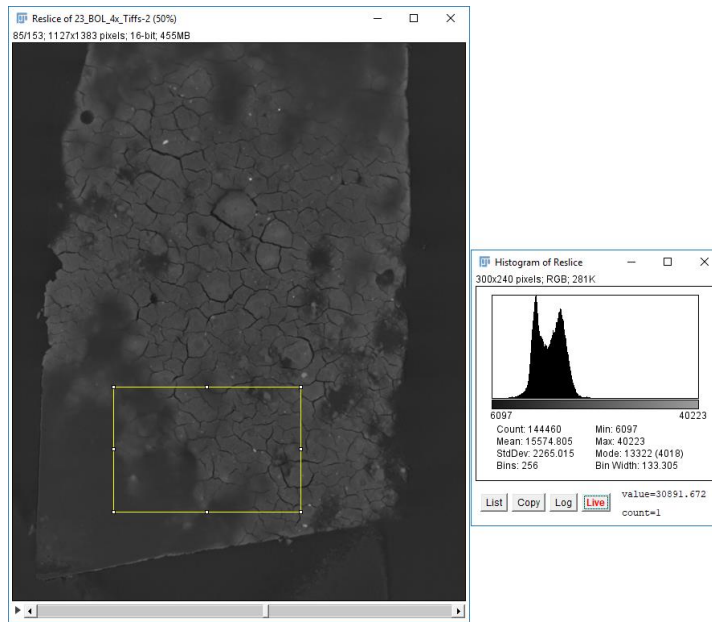 Reslice of 23_BOL_4x_Tiffs-2 (50%)
85/153; 1127x1383 pixels; 16-bit; 455MB
Histogram of Reslice
300x240 pixels; RGB; 281K
6097 40223
Count: 144460 Min: 6097
Mean: 15574.805 Max: 40223
StdDev: 2265.015 Mode: 13322 (4018)
Bins: 256 Bin Width: 133.305
List Copy Log Live value=30891.672
count=1